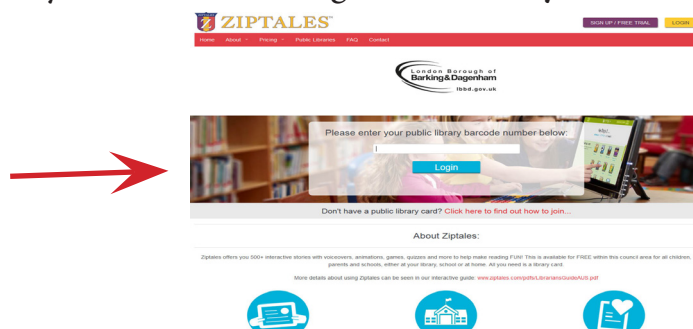 ZIPTALES
SIGN UP / FREE TRIAL LOGIN
Home About Pricing Public Libraries FAQ Contact
London Borough of
Barking & Dagenham
lbbd.gov.uk
Please enter your public library barcode number below:
Login
Don't have a public library card? Click here to find out how to join...
About Ziptales:
Ziptales offers you 500+ interactive stories with voiceovers, animations, games, quizzes and more to help make reading FUN! This is available for FREE within this council area for all children,
parents and schools, either at your library, school or at home. All you need is a library card.
More details about using Ziptales can be seen in our interactive guide: www.ziptales.com/pdfs/LibrariansGuideAUS.pdf